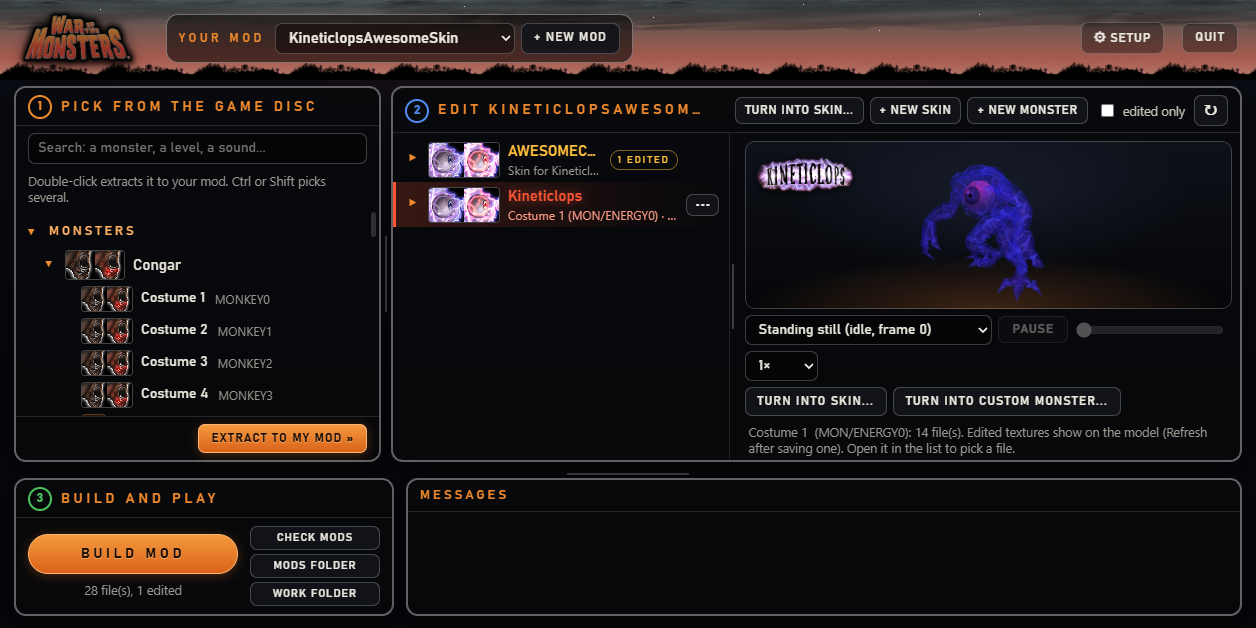 WAR OF THE
MONSTERS
YOUR MOD
KineticlopsAwesomeSkin
+ NEW MOD
SETUP
QUIT
1 PICK FROM THE GAME DISC
Search: a monster, a level, a sound...
Double-click extracts it to your mod. Ctrl or Shift picks
several.
MONSTERS
Congar
Costume 1 MONKEY0
Costume 2 MONKEY1
Costume 3 MONKEY2
Costume 4 MONKEY3
EXTRACT TO MY MOD »
2 EDIT KINETICLOPSAWESOM...
TURN INTO SKIN...
+ NEW SKIN
+ NEW MONSTER
edited only
AWESOMEC...
1 EDITED
Skin for Kineticl...
Kineticlops
Costume 1 (MON/ENERGY0) · ...
KINETICLOPS
Standing still (idle, frame 0)
PAUSE
1×
TURN INTO SKIN...
TURN INTO CUSTOM MONSTER...
Costume 1 (MON/ENERGY0): 14 file(s). Edited textures show on the model (Refresh
after saving one). Open it in the list to pick a file.
3 BUILD AND PLAY
BUILD MOD
28 file(s), 1 edited
CHECK MODS
MODS FOLDER
WORK FOLDER
MESSAGES